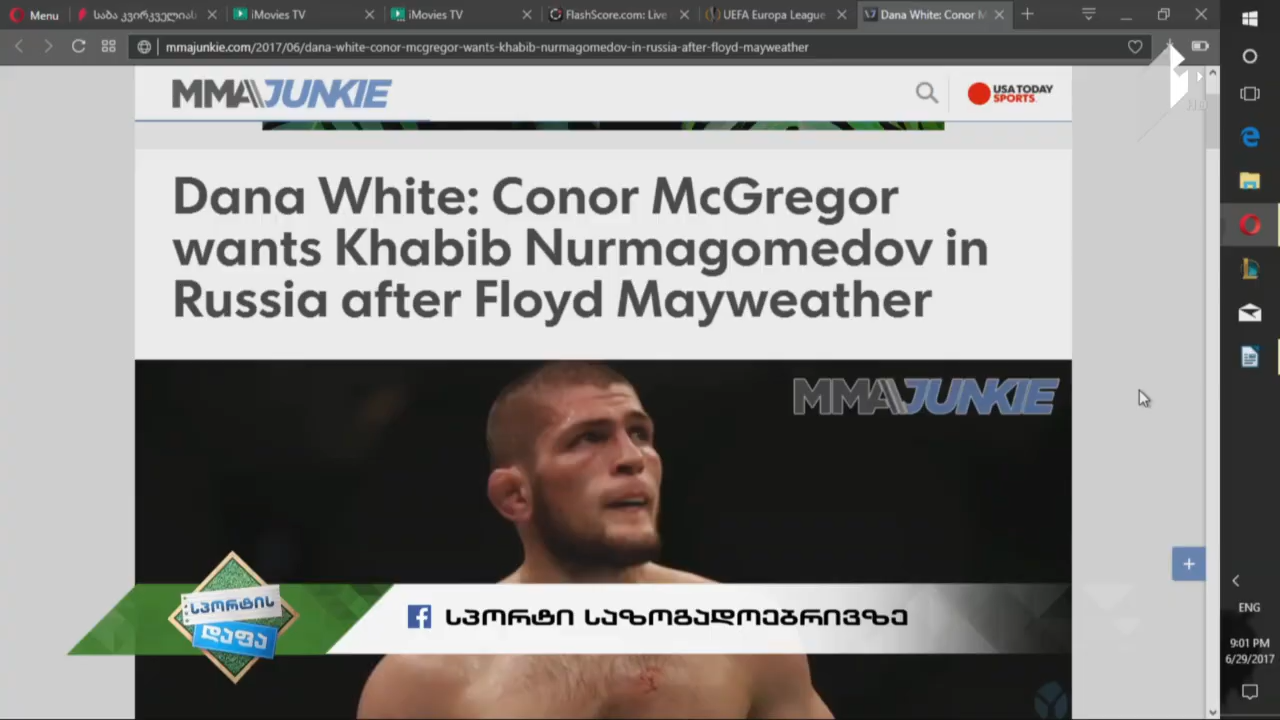 Menu
საბა კვირკველიას
iMovies TV
iMovies TV
FlashScore.com: Live
UEFA Europa League
Dana White: Conor M
mmajunkie.com/2017/06/dana-white-conor-mcgregor-wants-khabib-nurmagomedov-in-russia-after-floyd-mayweather
MMAJUNKIE
USA TODAY
SPORTS
HD
Dana White: Conor McGregor
wants Khabib Nurmagomedov in
Russia after Floyd Mayweather
MMAJUNKIE
სპორტის
დაფა
სპორტი საზოგადოებრივზე
ENG
9:01 PM
6/29/2017